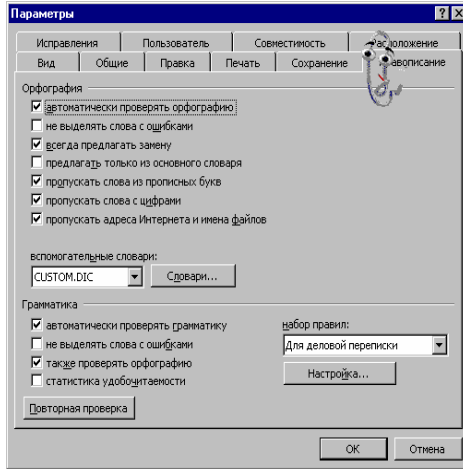 Параметры
Исправления Пользователь Совместимость Расположение
Вид Общие Правка Печать Сохранение Правописание
Орфография
автоматически проверять орфографию
не выделять слова с ошибками
всегда предлагать замену
предлагать только из основного словаря
пропускать слова из прописных букв
пропускать слова с цифрами
пропускать адреса Интернета и имена файлов
вспомогательные словари:
CUSTOM.DIC Словари...
Грамматика
автоматически проверять грамматику набор правил:
не выделять слова с ошибками Для деловой переписки
также проверять орфографию
статистика удобочитаемости Настройка...
Повторная проверка
ОК Отмена